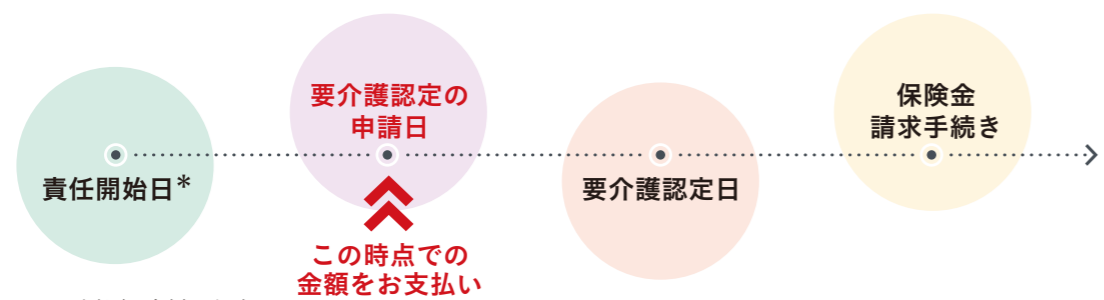 責任開始日*
要介護認定の
申請日
この時点での
金額をお支払い
要介護認定日
保険金
請求手続き